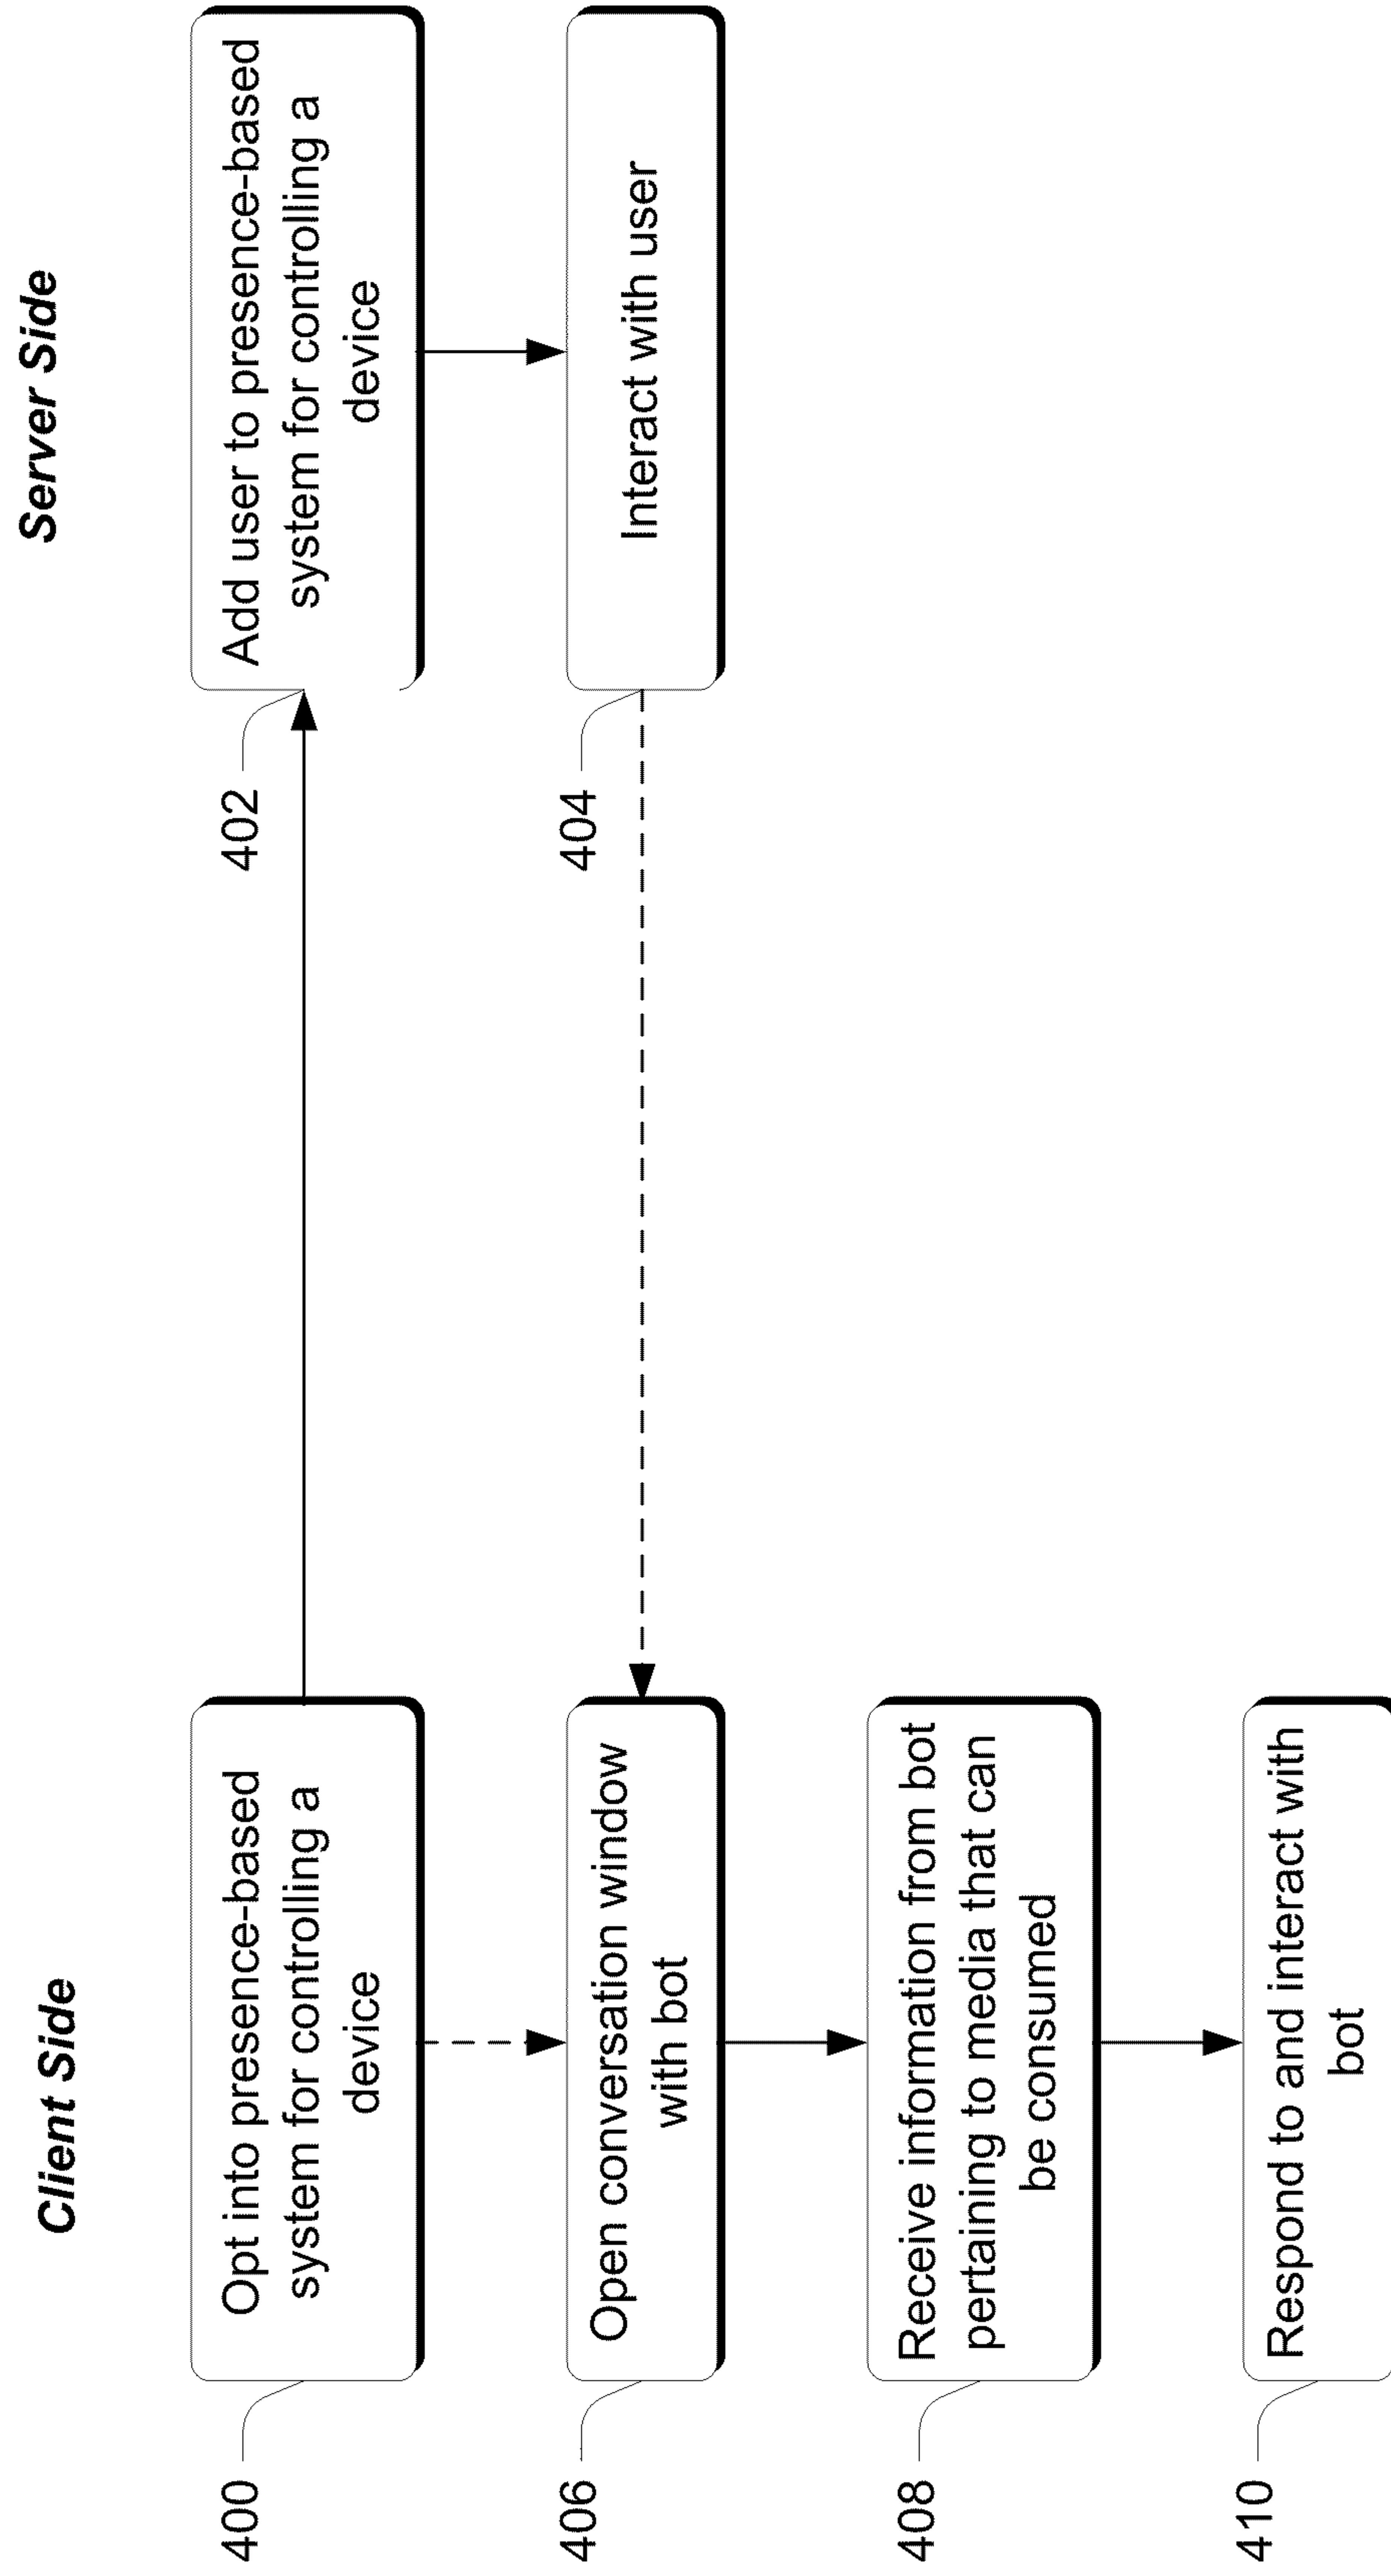 Client Side
Server Side
400
Opt into presence-based
system for controlling a
device
402
Add user to presence-based
system for controlling a
device
406
Open conversation window
with bot
404
Interact with user
408
Receive information from bot
pertaining to media that can
be consumed
410
Respond to and interact with
bot